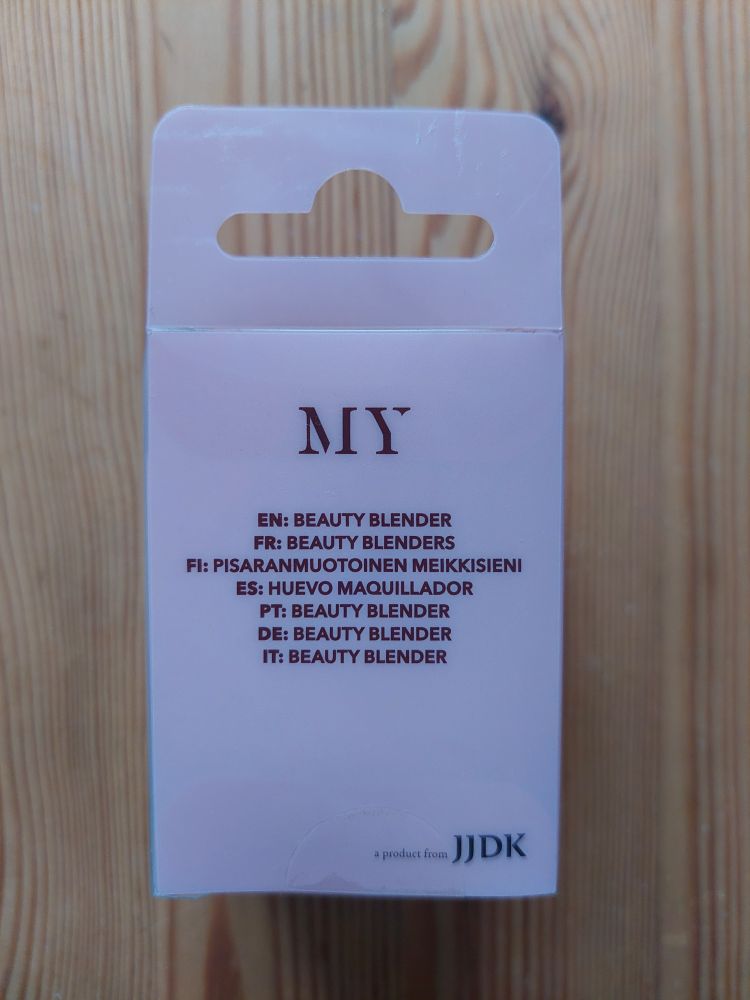 MY
EN: BEAUTY BLENDER
FR: BEAUTY BLENDERS
FI: PISARANMUOTOINEN MEIKKISIENI
ES: HUEVO MAQUILLADOR
PT: BEAUTY BLENDER
DE: BEAUTY BLENDER
IT: BEAUTY BLENDER
a product from JJDK